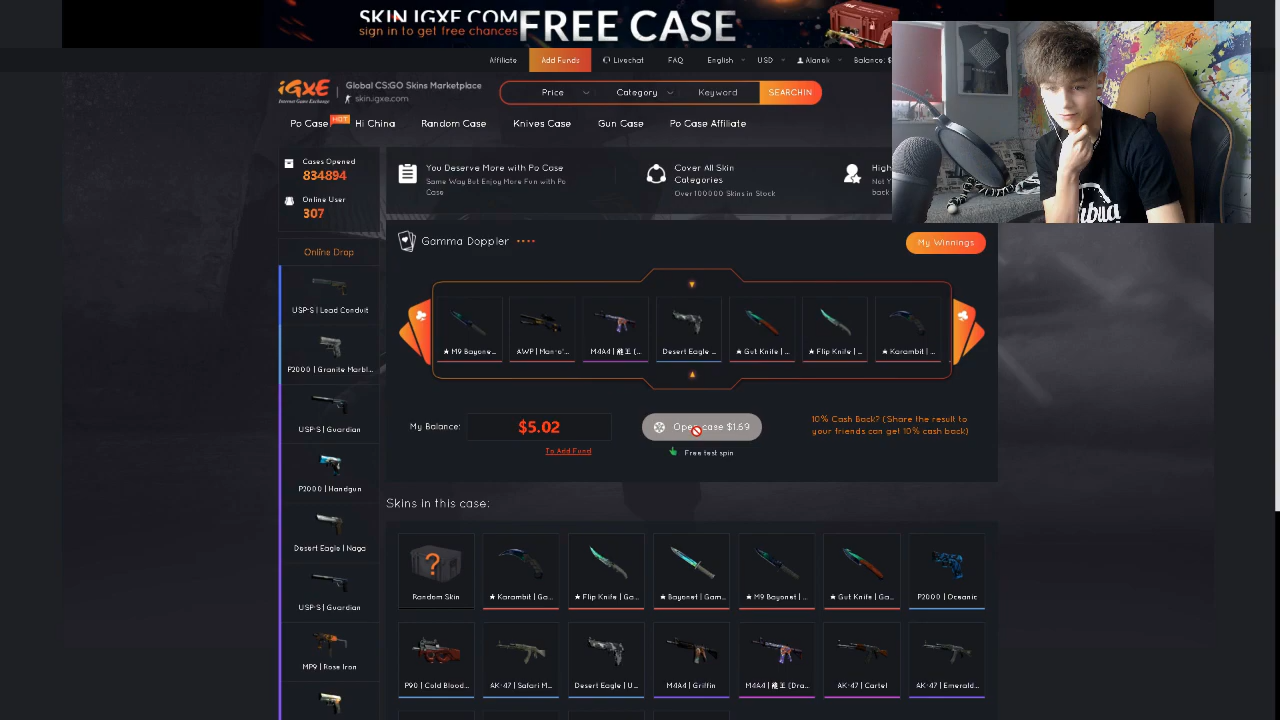 SKIN.IGXE.COM
sign in to get free chances
FREE CASE
Affiliate
Add Funds
Livechat
FAQ
English
USD
Alanek
Balance: $
iGXE
Internet Gamer Exchange
Global CS:GO Skins Marketplace
skin.igxe.com
Price
Category
Keyword
SEARCHIN
Po Case
HOT
Hi China
Random Case
Knives Case
Gun Case
Po Case Affiliate
Cases Opened
834894
Online User
307
You Deserve More with Po Case
Same Way But Enjoy More Fun with Po
Case
Cover All Skin
Categories
Over 100000 Skins in Stock
High
Not Y
back
Online Drop
USP-S | Lead Conduit
P2000 | Granite Marbl...
USP-S | Guardian
P2000 | Handgun
Desert Eagle | Naga
USP-S | Guardian
MP9 | Rose Iron
Gamma Doppler
My Winnings
★ M9 Bayone...
AWP | Man-o'...
M4A4 | 龍王 (...
Desert Eagle ...
★ Gut Knife | ...
★ Flip Knife | ...
★ Karambit | ...
My Balance:
$5.02
To Add Fund
Open case $1.69
Free test spin
10% Cash Back? (Share the result to
your friends can get 10% cash back)
Skins in this case:
?
Random Skin
★ Karambit | Ga...
★ Flip Knife | Ga...
★ Bayonet | Gam...
★ M9 Bayonet | ...
★ Gut Knife | Ga...
P2000 | Oceanic
P90 | Cold Blood...
AK-47 | Safari M...
Desert Eagle | U...
M4A4 | Griffin
M4A4 | 龍王 (Dra...
AK-47 | Cartel
AK-47 | Emerald...